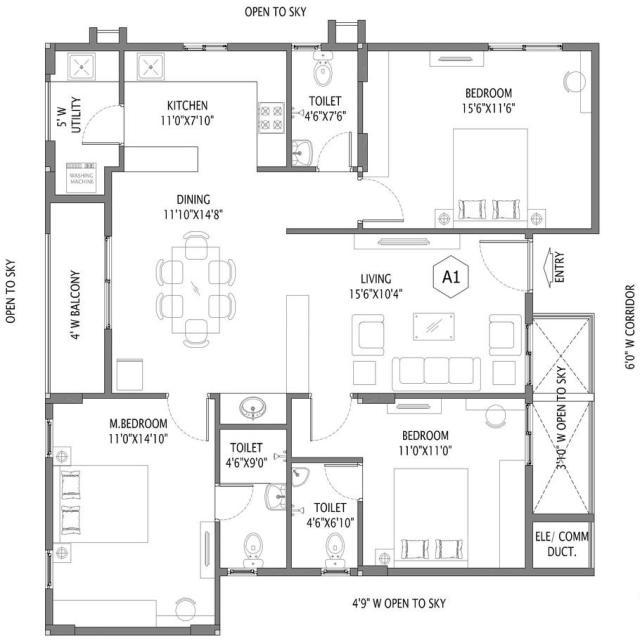 OPEN TO SKY
5' W
UTILITY
KITCHEN
11'0"X7'10"
TOILET
4'6"X7'6"
BEDROOM
15'6"X11'6"
WASHING
MACHINE
DINING
11'10"X14'8"
OPEN TO SKY
4' W BALCONY
LIVING
15'6"X10'4"
A1
ENTRY
6'0" W CORRIDOR
3'10" W OPEN TO SKY
M.BEDROOM
11'0"X14'10"
TOILET
4'6"X9'0"
BEDROOM
11'0"X11'0"
TOILET
4'6"X6'10"
ELE/ COMM
DUCT.
4'9" W OPEN TO SKY